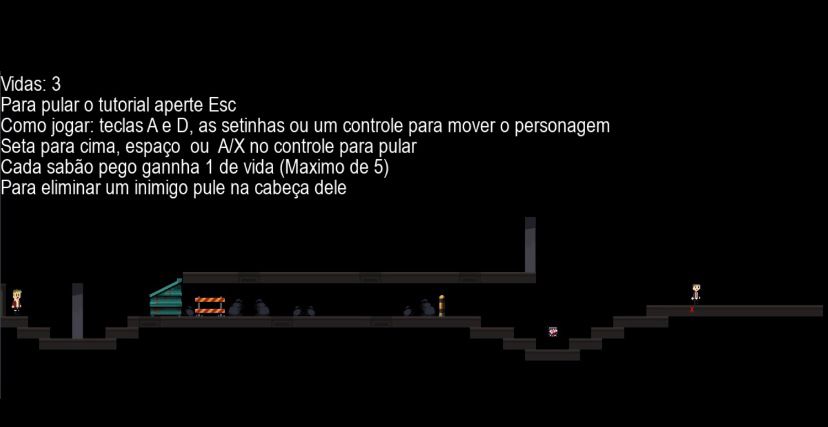 Vidas: 3
Para pular o tutorial aperte Esc
Como jogar: teclas A e D, as setinhas ou um controle para mover o personagem
Seta para cima, espaço  ou  A/X no controle para pular
Cada sabão pego gannha 1 de vida (Maximo de 5)
Para eliminar um inimigo pule na cabeça dele